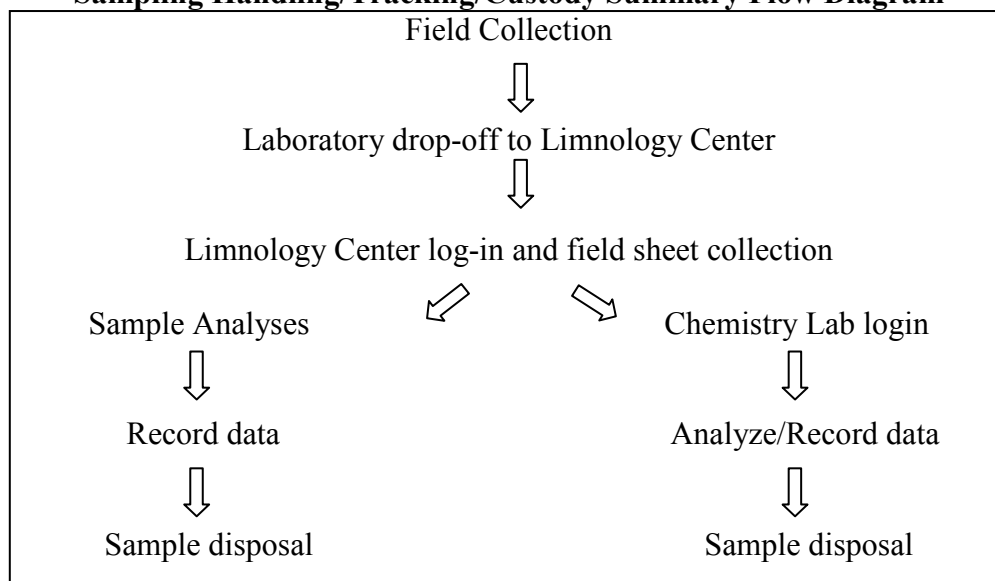 Sampling Handling/Tracking/Custody Summary Flow Diagram
Field Collection
Laboratory drop-off to Limnology Center
Limnology Center log-in and field sheet collection
Sample Analyses
Chemistry Lab login
Record data
Analyze/Record data
Sample disposal
Sample disposal